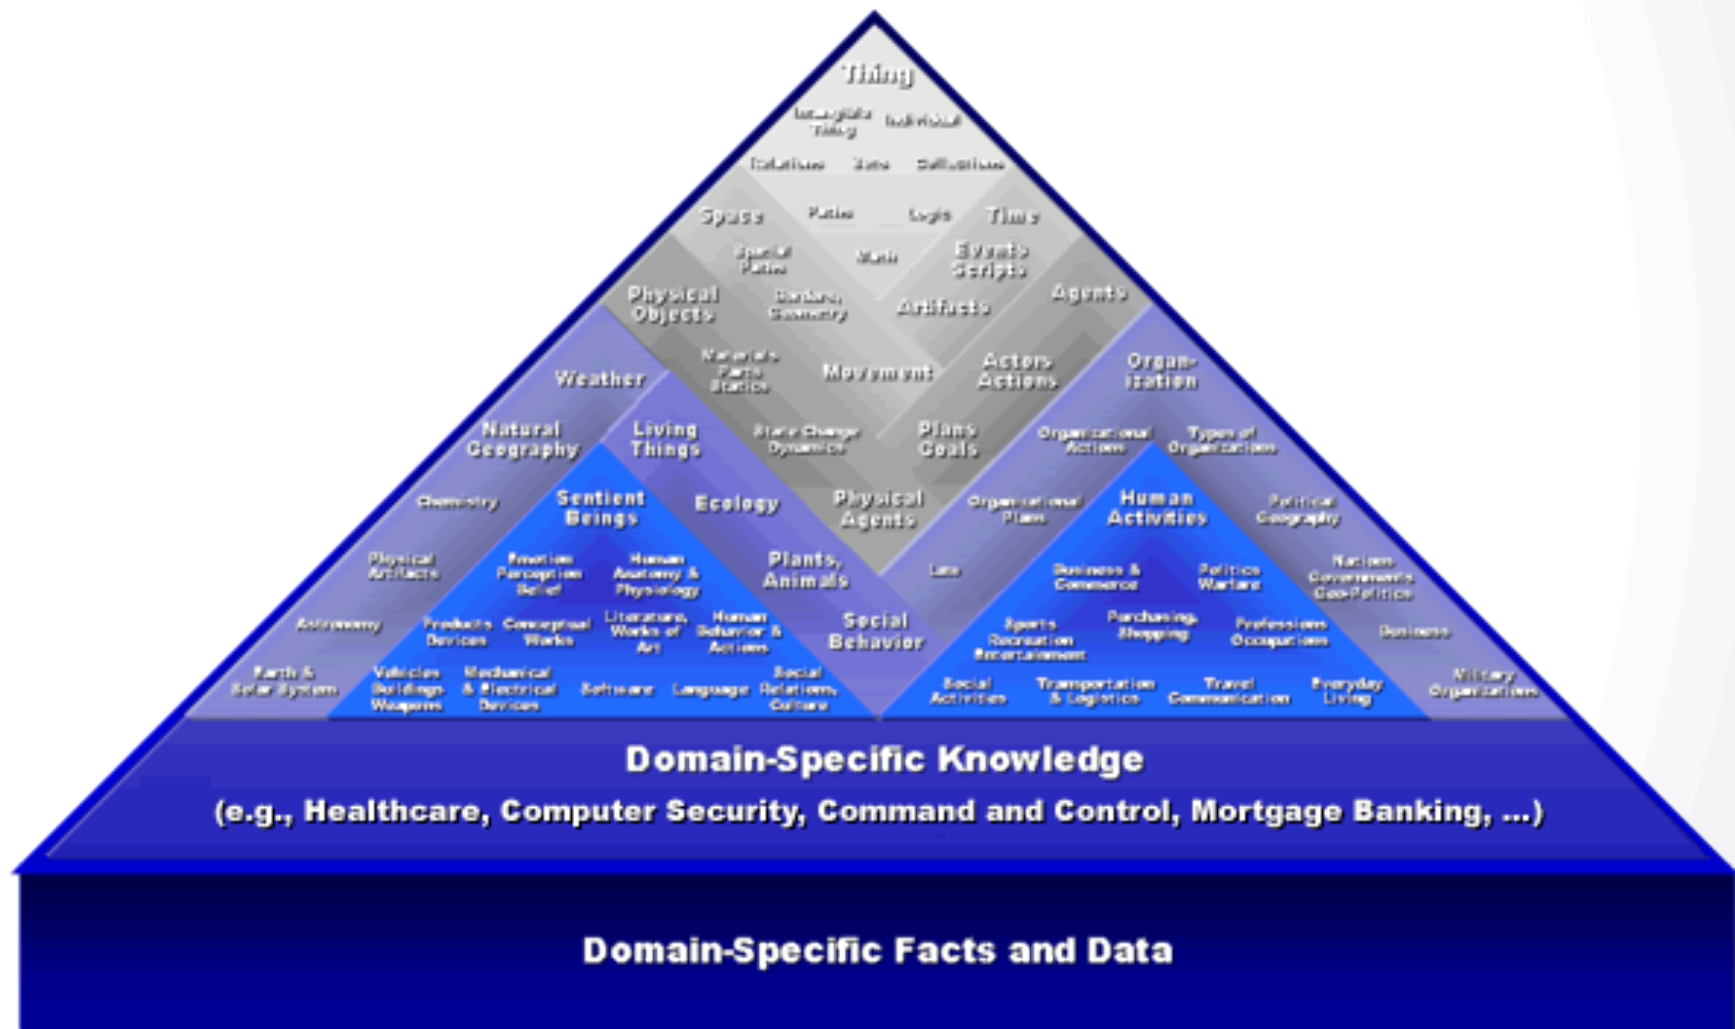 Thing
Intangible Individual
Thing
Relations Sets Collections
Space Paths Logic Time
Spatial Math Events
Paths Scripts
Physical Borders, Artifacts Agents
Objects Geometry
Materials Actors Organ-
Parts Movement Actions ization
Statics
Weather
Natural Living State Change Plans Organizational Types of
Geography Things Dynamics Goals Actions Organizations
Chemistry Sentient Ecology Physical Organizational Human Political
Beings Agents Plans Activities Geography
Physical Emotion Human Plants, Law Business & Politics Nations
Artifacts Perception Anatomy & Animals Commerce Warfare Governments
Belief Physiology Geo-Politics
Astronomy Products Conceptual Literature, Human Social Sports Purchasing, Professions Business
Devices Works Works of Behavior & Behavior Recreation Shopping Occupations
Art Actions Entertainment
Earth & Vehicles Mechanical Software Language Social Social Transportation Travel Everyday Military
Solar System Buildings & Electrical Relations, Activities & Logistics Communication Living Organizations
Weapons Devices Culture
Domain-Specific Knowledge
(e.g., Healthcare, Computer Security, Command and Control, Mortgage Banking, ...)
Domain-Specific Facts and Data